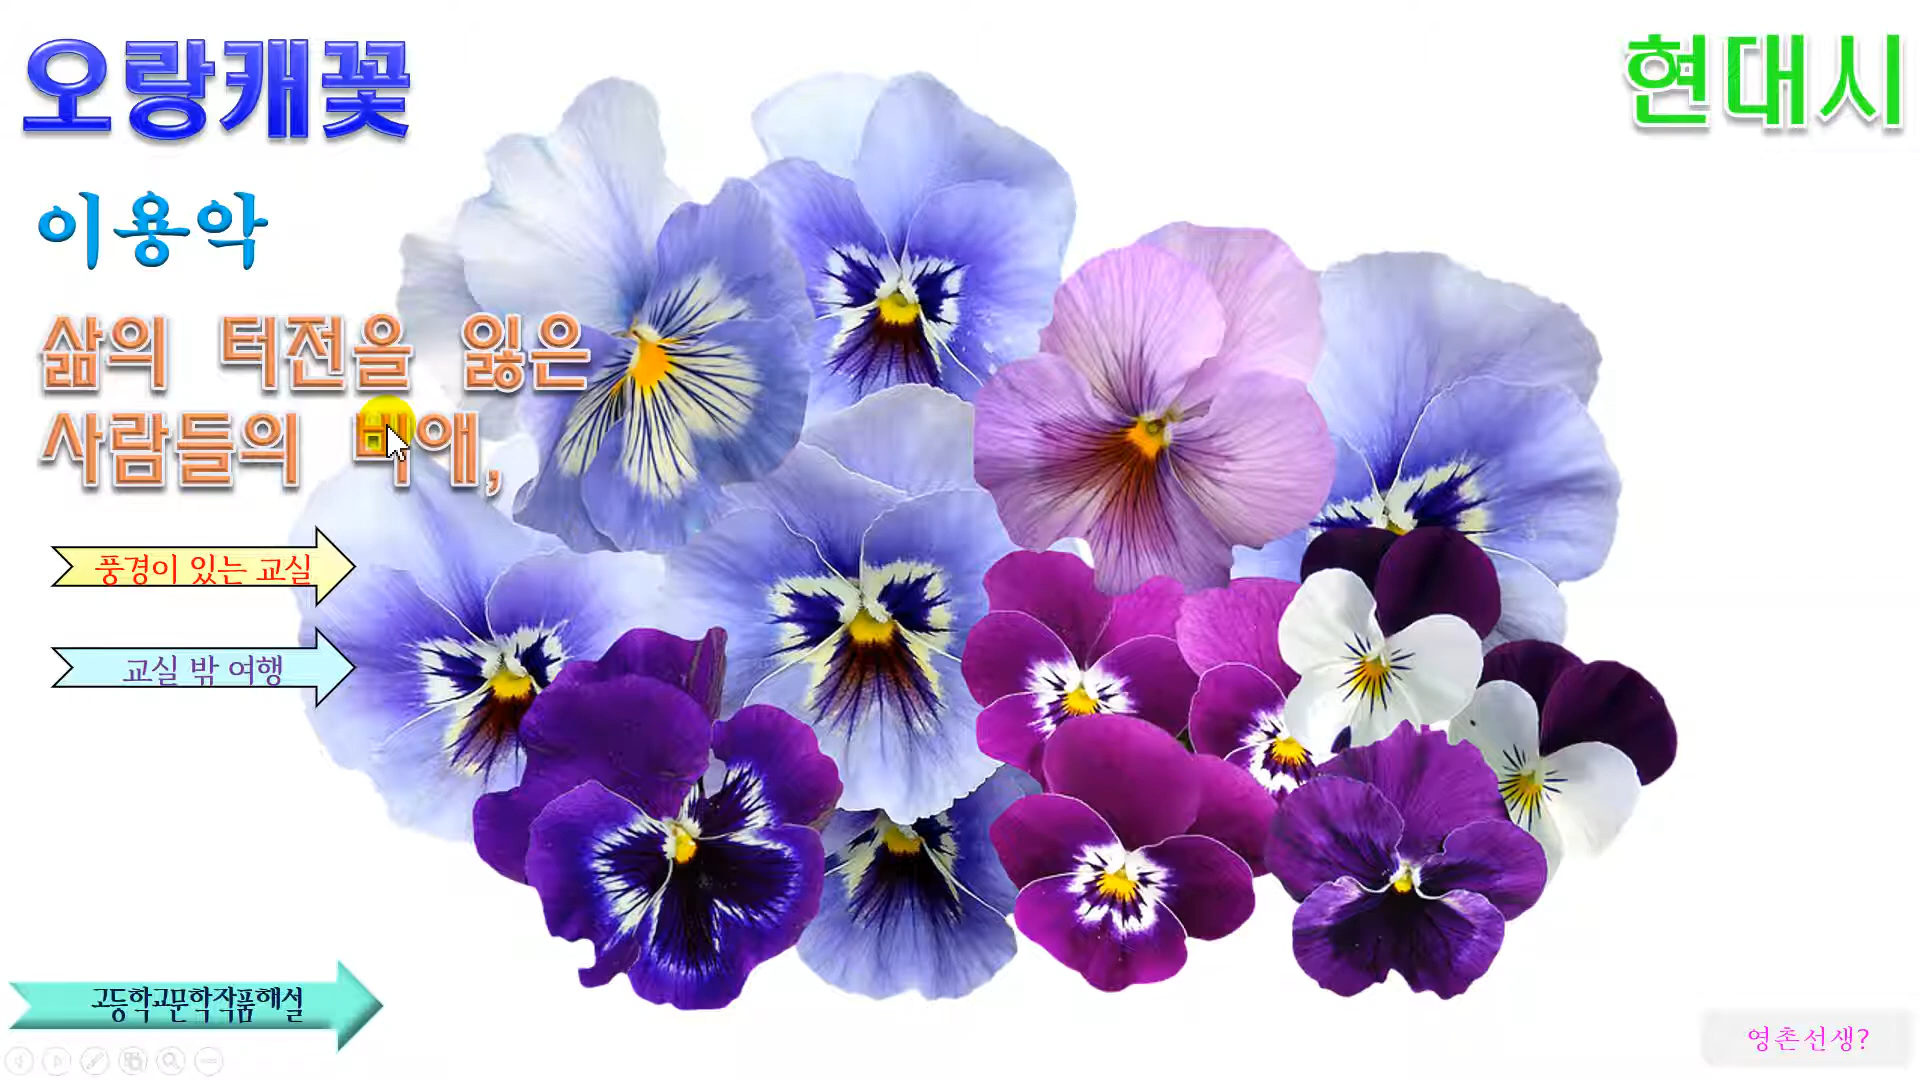 오랑캐꽃
현대시
이용악
삶의 터전을 잃은
사람들의 비애,
풍경이 있는 교실
교실 밖 여행
고등학교문학작품해설
영촌선생?